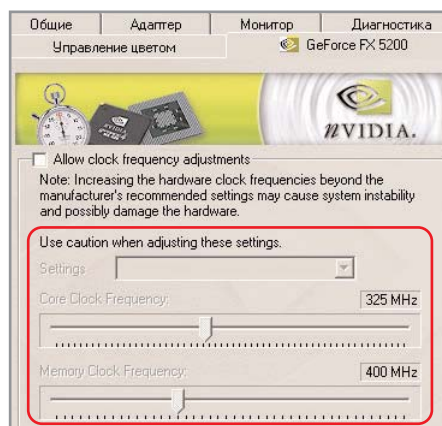 Общие Адаптер Монитор Диагностика
Управление цветом GeForce FX 5200
nVIDIA.
Allow clock frequency adjustments
Note: Increasing the hardware clock frequencies beyond the
manufacturer's recommended settings may cause system instability
and possibly damage the hardware.
Use caution when adjusting these settings.
Settings
Core Clock Frequency: 325 MHz
Memory Clock Frequency: 400 MHz